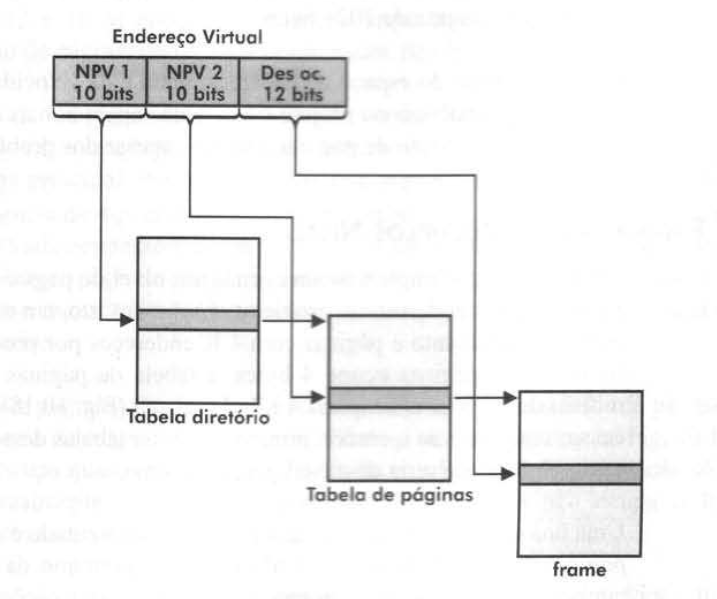 Endereço Virtual
NPV 1
10 bits
NPV 2
10 bits
Des oc.
12 bits
Tabela diretório
Tabela de páginas
frame